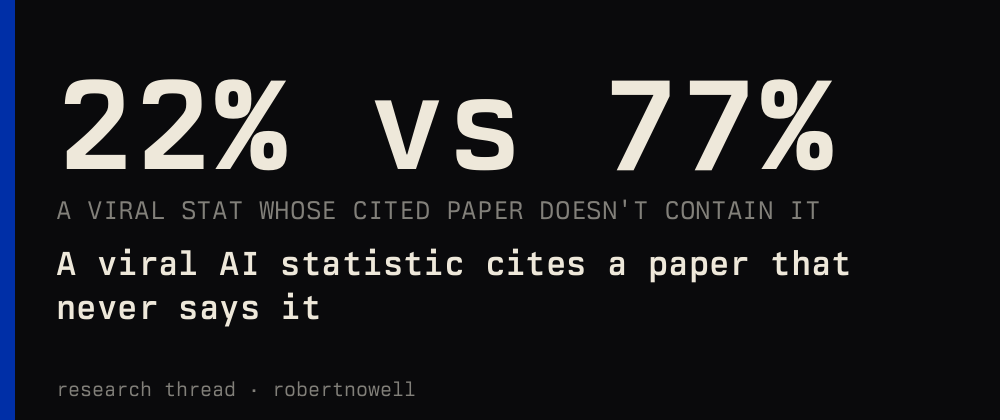 22% vs 77%
A VIRAL STAT WHOSE CITED PAPER DOESN'T CONTAIN IT
A viral AI statistic cites a paper that
never says it
research thread · robertnowell